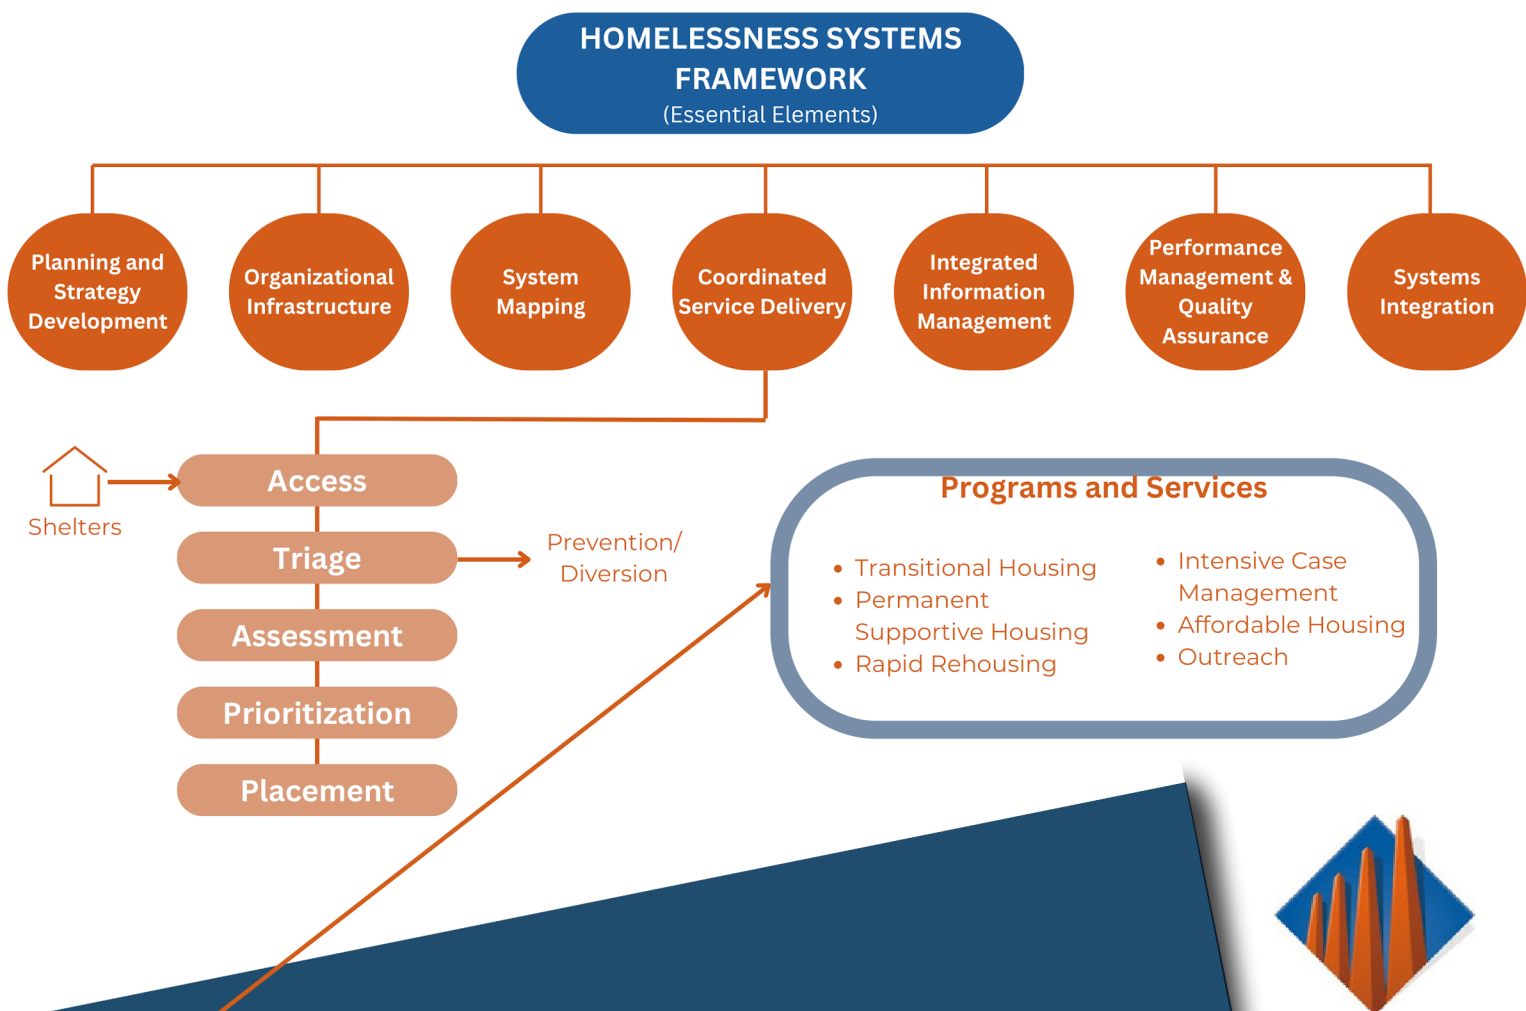 HOMELESSNESS SYSTEMS
FRAMEWORK
(Essential Elements)
Planning and
Strategy
Development
Organizational
Infrastructure
System
Mapping
Coordinated
Service Delivery
Integrated
Information
Management
Performance
Management &
Quality
Assurance
Systems
Integration
Shelters
Access
Triage
Prevention/
Diversion
Assessment
Prioritization
Placement
Programs and Services
• Transitional Housing
• Permanent
Supportive Housing
• Rapid Rehousing
• Intensive Case
Management
• Affordable Housing
• Outreach